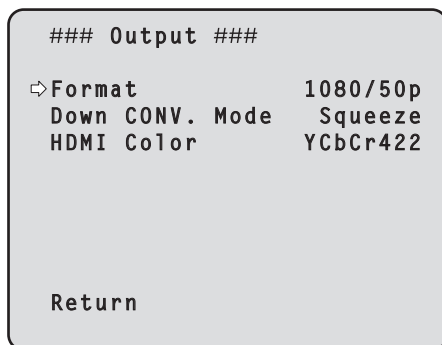 ### Output ###
⇨Format 1080/50p
Down CONV. Mode Squeeze
HDMI Color YCbCr422
Return